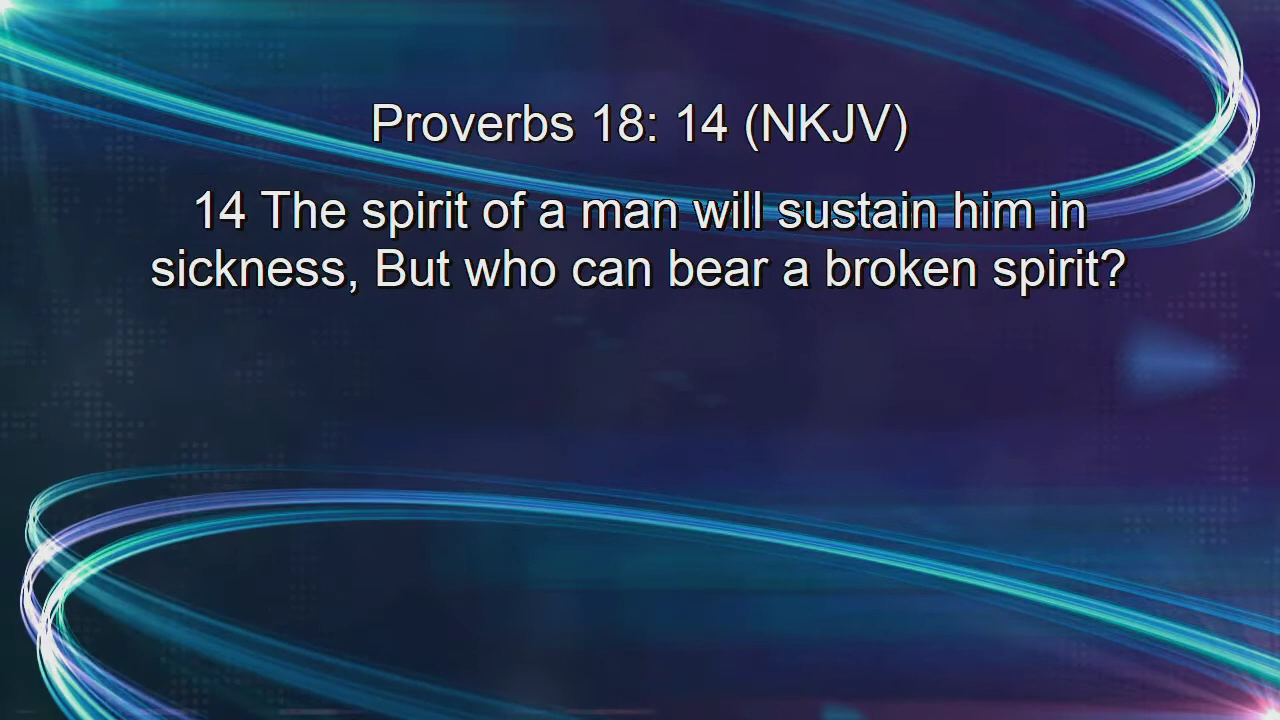 Proverbs 18: 14 (NKJV)
14 The spirit of a man will sustain him in
sickness, But who can bear a broken spirit?